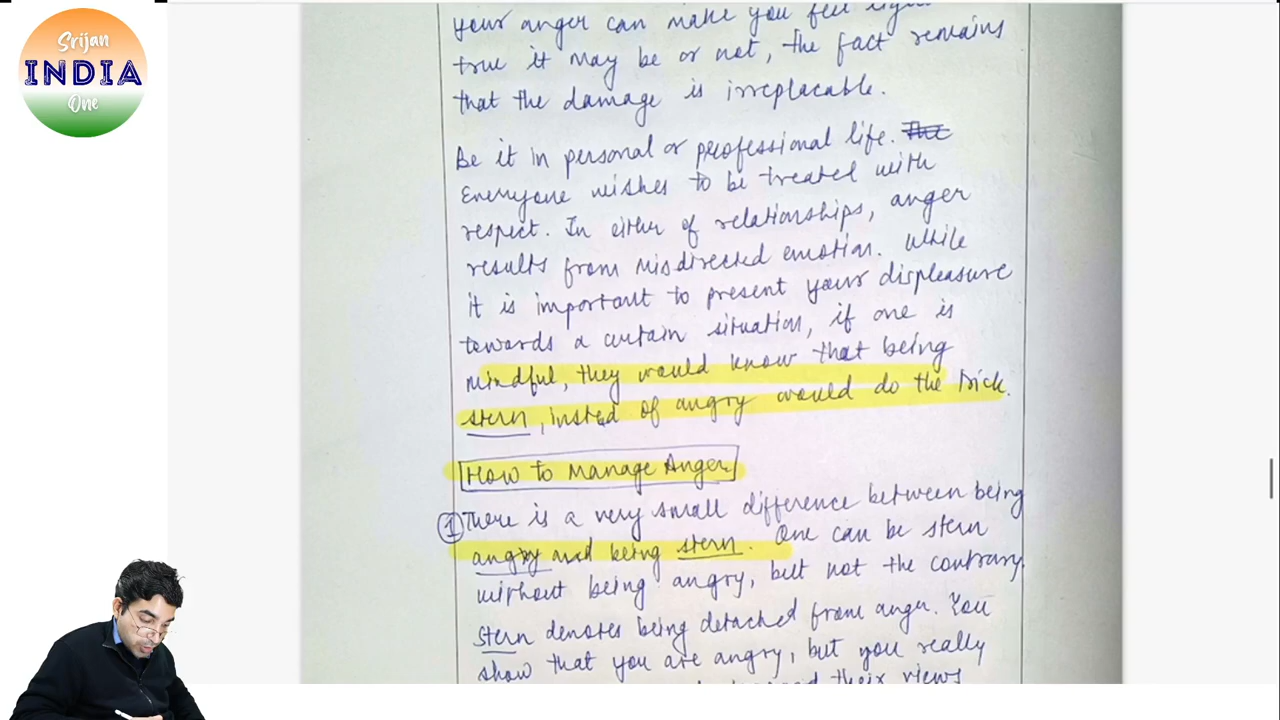 Srijan
INDIA
One
your anger can make you feel
true it may be or not, the fact remains
that the damage is irreplacable.
Be it in personal or professional life. The
Everyone wishes to be treated with
respect. In either of relationships, anger
results from misdirected emotion. While
it is important to present your displeasure
towards a certain situation, if one is
mindful, they would know that being
stern, insted of angry would do the trick.
How to Manage Anger
1 There is a very small difference between being
angry and being stern. One can be stern
without being angry, but not the contrary.
Stern denotes being detached from anger. You
show that you are angry, but you really
their views